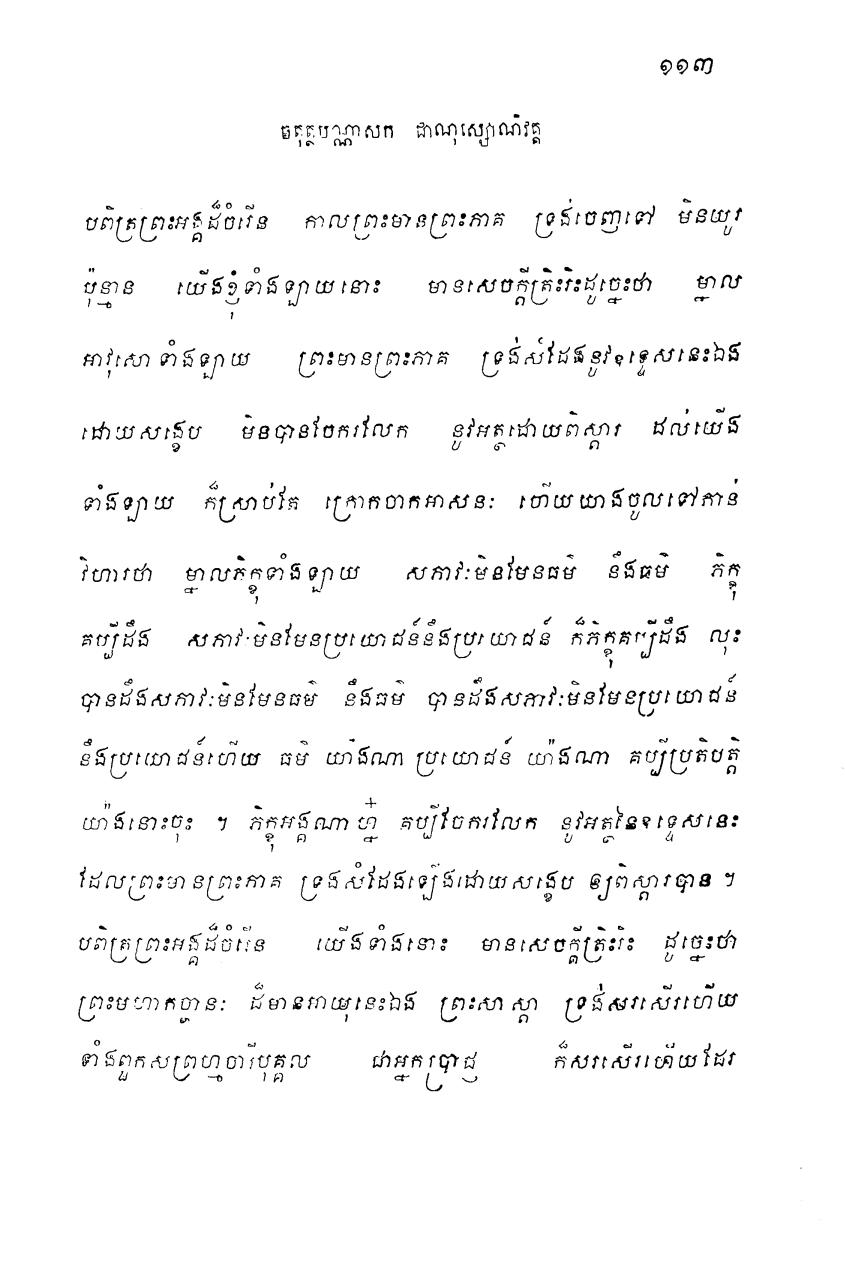 ១១៣
ចតុត្ថបណ្ណាសក ជាណុស្សោណិវគ្គ
បពិត្រព្រះអង្គដ៏ចំរើន កាលព្រះមានព្រះភាគ ទ្រង់ចេញទៅ មិនយូរ
ប៉ុន្មាន យើងខ្ញុំទាំងឡាយនោះ មានសេចក្តីត្រិះរិះដូច្នេះថា ម្នាល
អាវុសោ ទាំងឡាយ ព្រះមានព្រះភាគ ទ្រង់សំដែងនូវឧទ្ទេសនេះឯង
ដោយសង្ខេប មិនបានចែករលែក នូវអត្ថដោយពិស្តារ ដល់យើង
ទាំងឡាយ ក៏ស្រាប់តែ ក្រោកចាកអាសនៈ ហើយយាងចូលទៅកាន់
វិហារថា ម្នាលភិក្ខុទាំងឡាយ សភាវៈមិនមែនធម៌ នឹងធម៌ ភិក្ខុ
គប្បីដឹង សភាវៈមិនមែនប្រយោជន៍នឹងប្រយោជន៍ ក៏ភិក្ខុគប្បីដឹង លុះ
បានដឹងសភាវៈមិនមែនធម៌ នឹងធម៌ បានដឹងសភាវៈមិនមែនប្រយោជន៍
នឹងប្រយោជន៍ហើយ ធម៌ យ៉ាងណា ប្រយោជន៍ យ៉ាងណា គប្បីប្រតិបត្តិ
យ៉ាងនោះចុះ ។ ភិក្ខុអង្គណាហ្ន៎ គប្បីចែករលែក នូវអត្ថនៃឧទ្ទេសនេះ
ដែលព្រះមានព្រះភាគ ទ្រង់សំដែងឡើងដោយសង្ខេប ឲ្យពិស្តារបាន ។
បពិត្រព្រះអង្គដ៏ចំរើន យើងទាំងនោះ មានសេចក្តីត្រិះរិះ ដូច្នេះថា
ព្រះមហាកច្ចានៈ ដ៏មានអាយុនេះឯង ព្រះសាស្តា ទ្រង់សរសើរហើយ
ទាំងពួកសព្រហ្មចារីបុគ្គល ជាអ្នកប្រាជ្ញ ក៏សរសើរហើយដែរ